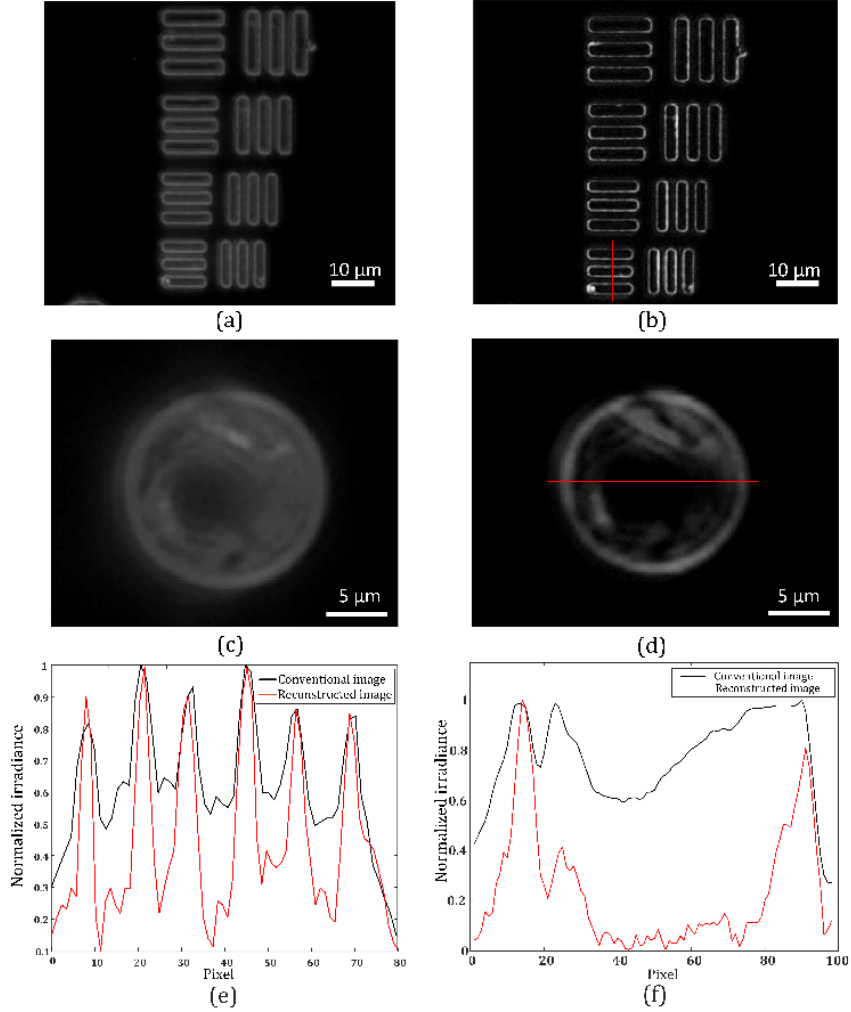 10 μm
10 μm
(a)
(b)
5 μm
5 μm
(c)
(d)
Normalized irradiance
1
0.9
0.8
0.7
0.6
0.5
0.4
0.3
0.2
0.1
0 10 20 30 40 50 60 70 80
Pixel
Conventional image
Reconstructed image
(e)
Normalized irradiance
1
0.8
0.6
0.4
0.2
0
0 20 40 60 80 100
Pixel
Conventional image
Reconstructed image
(f)